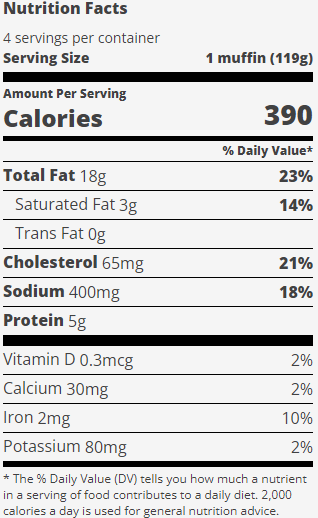 Nutrition Facts
4 servings per container
Serving Size 1 muffin (119g)
Amount Per Serving
Calories 390
% Daily Value*
Total Fat 18g 23%
Saturated Fat 3g 14%
Trans Fat 0g
Cholesterol 65mg 21%
Sodium 400mg 18%
Protein 5g
Vitamin D 0.3mcg 2%
Calcium 30mg 2%
Iron 2mg 10%
Potassium 80mg 2%
* The % Daily Value (DV) tells you how much a nutrient
in a serving of food contributes to a daily diet. 2,000
calories a day is used for general nutrition advice.